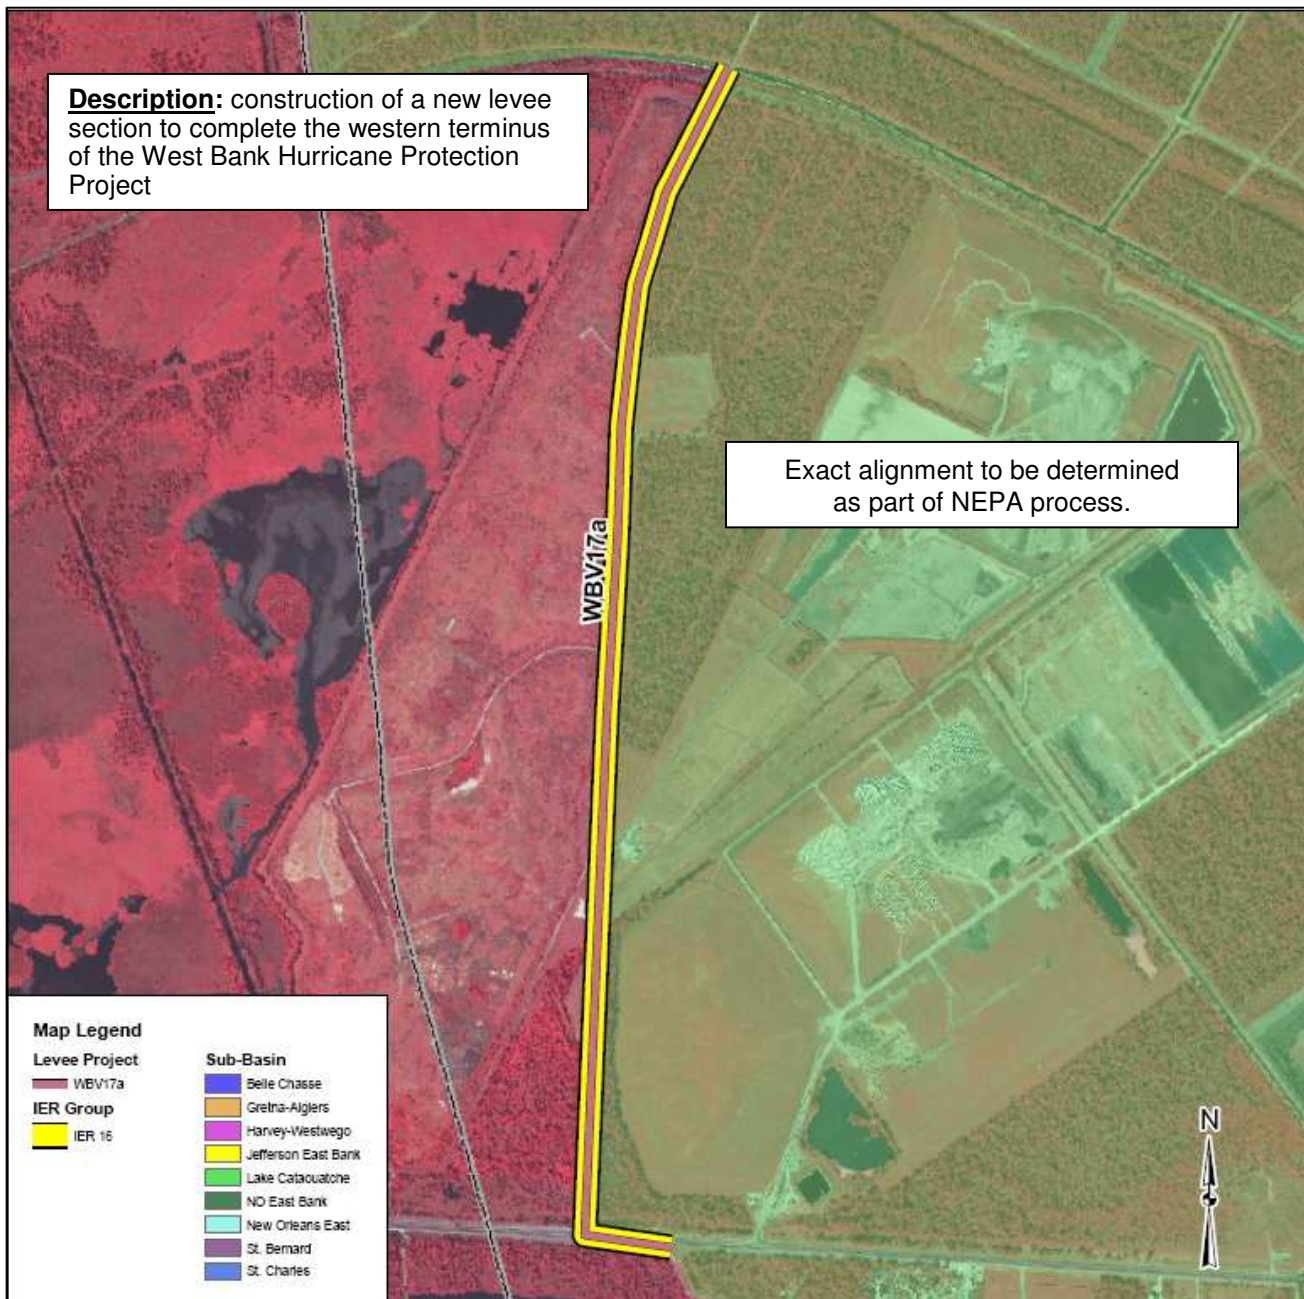 Description: construction of a new levee
section to complete the western terminus
of the West Bank Hurricane Protection
Project
Exact alignment to be determined
as part of NEPA process.
WBV17a
Map Legend
Levee Project
WBV17a
IER Group
IER 16
Sub-Basin
Belle Chasse
Gretna-Algiers
Harvey-Westwego
Jefferson East Bank
Lake Cataouatche
NO East Bank
New Orleans East
St. Bernard
St. Charles
N